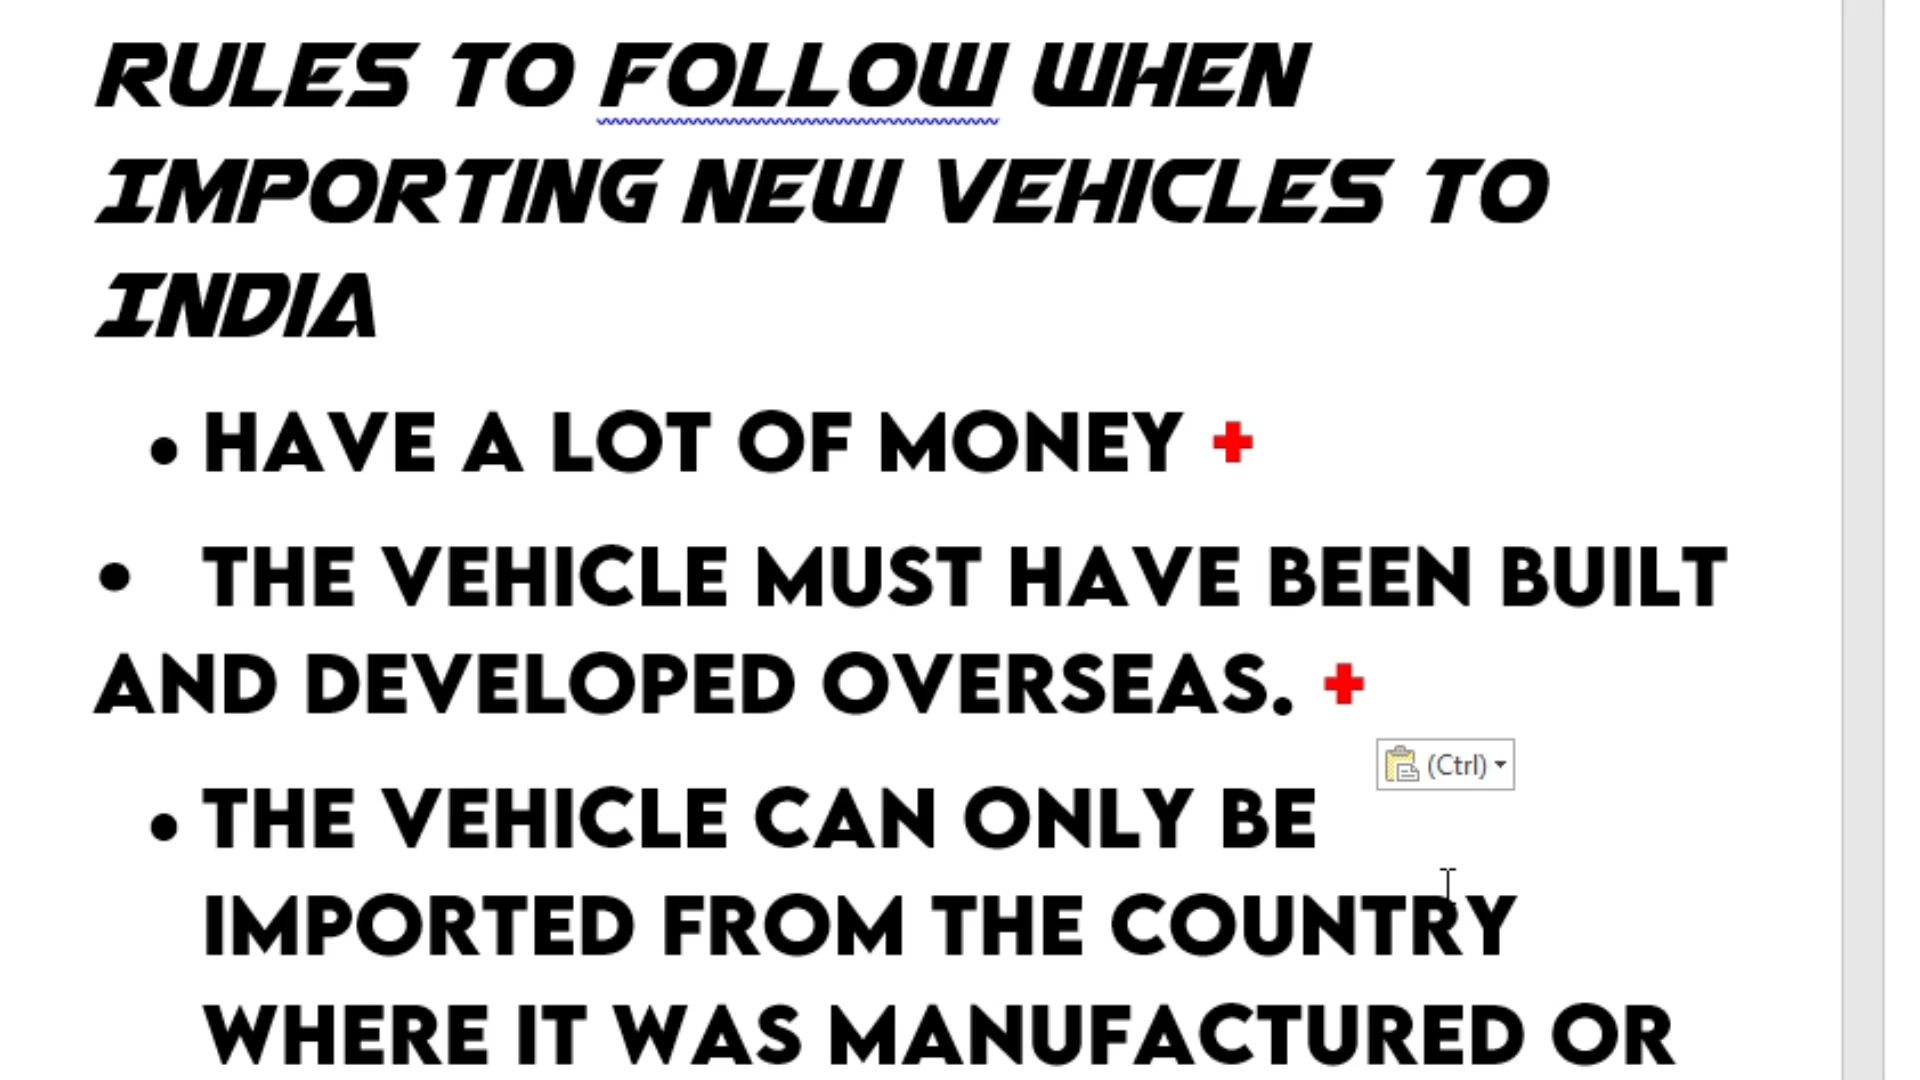 RULES TO FOLLOW WHEN
IMPORTING NEW VEHICLES TO
INDIA
• HAVE A LOT OF MONEY +
• THE VEHICLE MUST HAVE BEEN BUILT
AND DEVELOPED OVERSEAS. +
(Ctrl)
• THE VEHICLE CAN ONLY BE
IMPORTED FROM THE COUNTRY
WHERE IT WAS MANUFACTURED OR